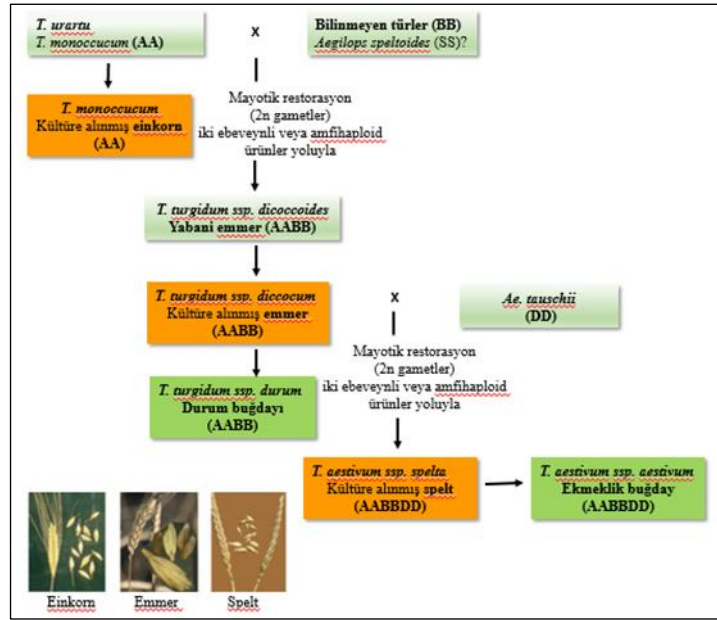 T. urartu
T. monoccucum (AA)
x
Bilinmeyen türler (BB)
Aegilops speltoides (SS)?
T. monoccucum
Kültüre alınmış einkorn
(AA)
Mayotik restorasyon
(2n gametler)
iki ebeveynli veya amfihaploid
ürünler yoluyla
T. turgidum ssp. dicoccoides
Yabani emmer (AABB)
T. turgidum ssp. diccocum
Kültüre alınmış emmer
(AABB)
x
Ae. tauschii
(DD)
Mayotik restorasyon
(2n gametler)
iki ebeveynli veya amfihaploid
ürünler yoluyla
T. turgidum ssp. durum
Durum buğdayı
(AABB)
T. aestivum ssp. spelta
Kültüre alınmış spelt
(AABBDD)
T. aestivum ssp. aestivum
Ekmeklik buğday
(AABBDD)
Einkorn
Emmer
Spelt